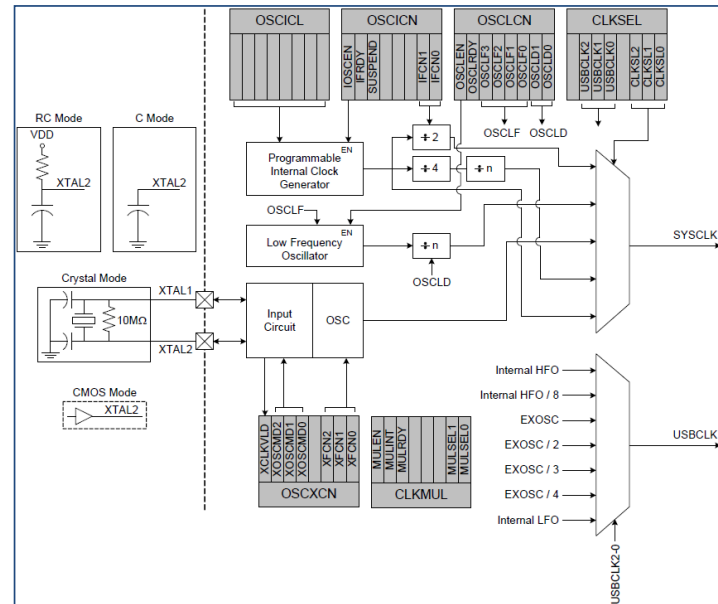 OSCICL
OSCICN
OSCLCN
CLKSEL
IOSCEN
IFRDY
SUSPEND
IFCN1
IFCN0
OSCLEN
OSCLRDY
OSCLF3
OSCLF2
OSCLF1
OSCLF0
OSCLD1
OSCLD0
USBCLK2
USBCLK1
USBCLK0
CLKSL2
CLKSL1
CLKSL0
RC Mode
VDD
XTAL2
C Mode
XTAL2
OSCLF
OSCLD
÷ 2
EN
Programmable
Internal Clock
Generator
÷ 4
÷ n
OSCLF
EN
Low Frequency
Oscillator
÷ n
OSCLD
SYSCLK
Crystal Mode
10MΩ
XTAL1
XTAL2
Input
Circuit
OSC
CMOS Mode
XTAL2
XCLKVLD
XOSCMD2
XOSCMD1
XOSCMD0
XFCN2
XFCN1
XFCN0
OSCXCN
MULEN
MULINT
MULRDY
MULSEL1
MULSEL0
CLKMUL
Internal HFO
Internal HFO / 8
EXOSC
EXOSC / 2
EXOSC / 3
EXOSC / 4
Internal LFO
USBCLK
USBCLK2-0